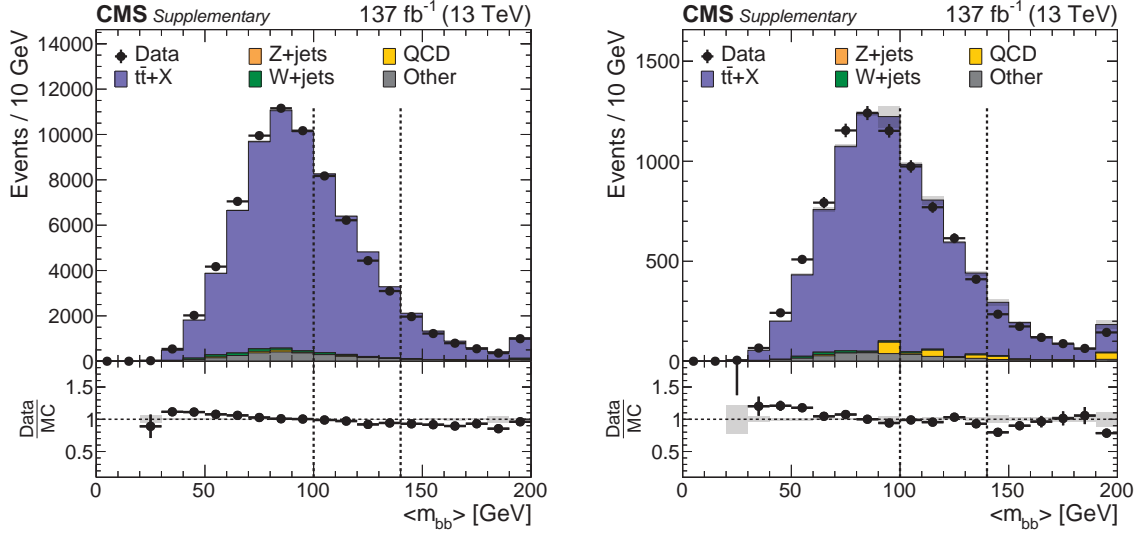 CMS Supplementary 137 fb⁻¹ (13 TeV)
Events / 10 GeV
14000
12000
10000
8000
6000
4000
2000
0
Data Z+jets QCD
tt̄+X W+jets Other
Data
MC
1.5
1
0.5
0 50 100 150 200
<m_bb> [GeV]
CMS Supplementary 137 fb⁻¹ (13 TeV)
Events / 10 GeV
1500
1000
500
0
Data Z+jets QCD
tt̄+X W+jets Other
Data
MC
1.5
1
0.5
0 50 100 150 200
<m_bb> [GeV]